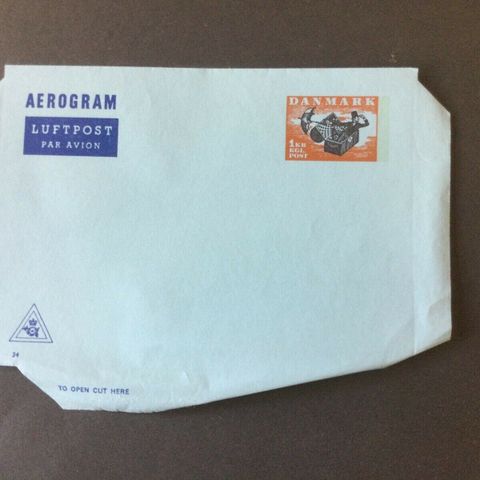 AEROGRAM
LUFTPOST
PAR AVION
DANMARK
1 KR
KGL.
POST
24
TO OPEN CUT HERE